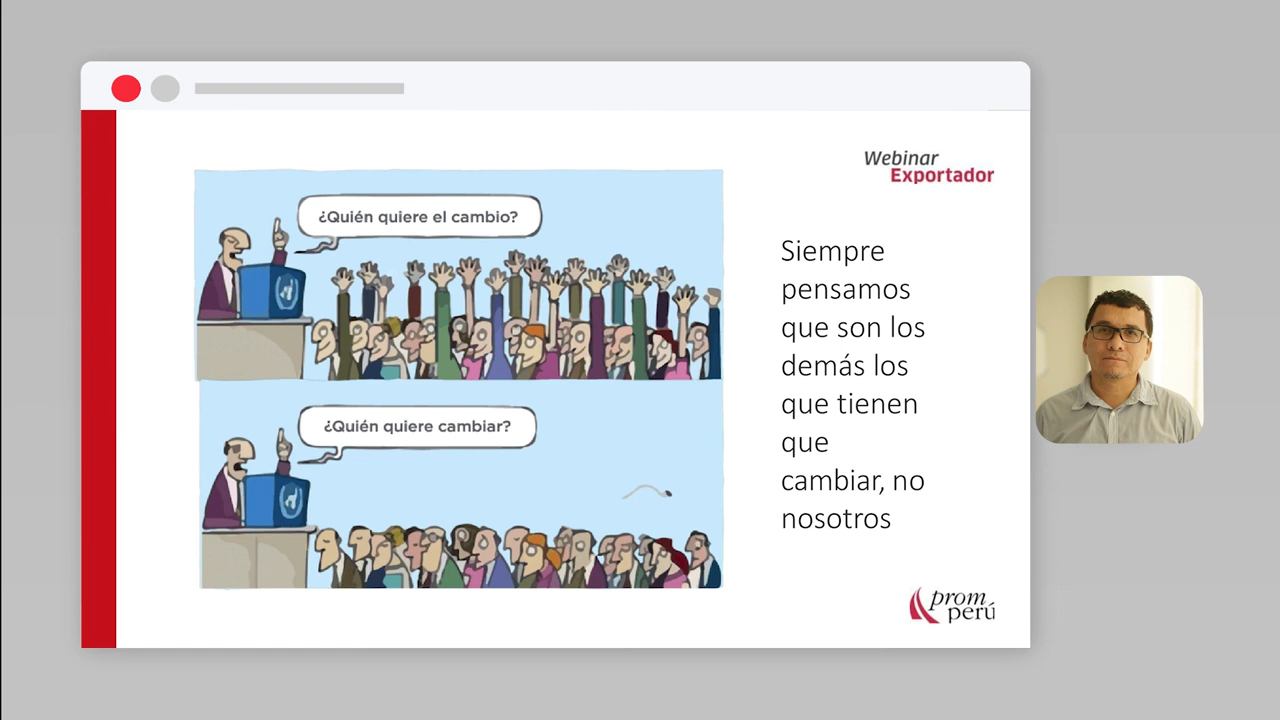 Webinar
Exportador
¿Quién quiere el cambio?
¿Quién quiere cambiar?
Siempre
pensamos
que son los
demás los
que tienen
que
cambiar, no
nosotros
prom
perú